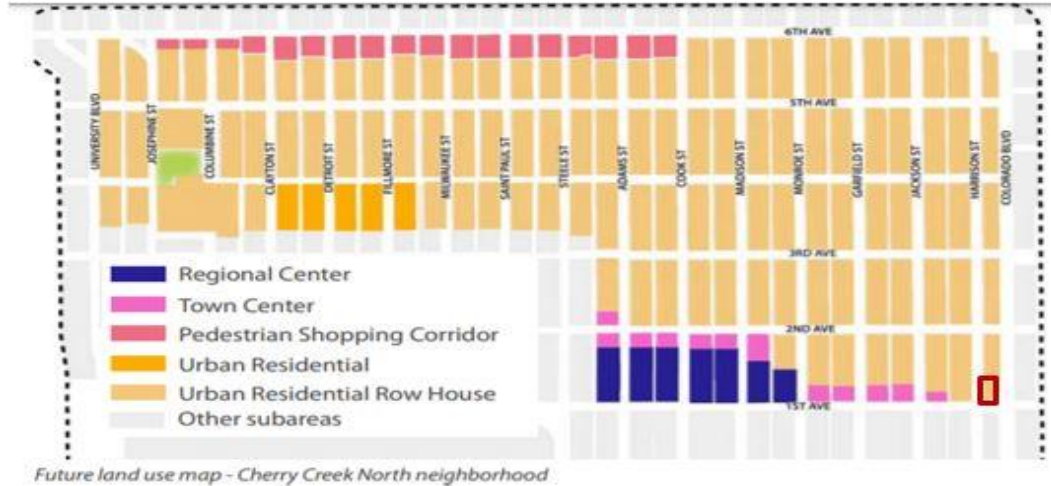 6TH AVE
5TH AVE
UNIVERSITY BLVD
JOSEPHINE ST
COLUMBINE ST
CLAYTON ST
DETROIT ST
FILLMORE ST
MILWAUKEE ST
SAINT PAUL ST
STEELE ST
ADAMS ST
COOK ST
MADISON ST
MONROE ST
GARFIELD ST
JACKSON ST
HARRISON ST
COLORADO BLVD
3RD AVE
Regional Center
Town Center
Pedestrian Shopping Corridor
2ND AVE
Urban Residential
Urban Residential Row House
1ST AVE
Other subareas
Future land use map - Cherry Creek North neighborhood